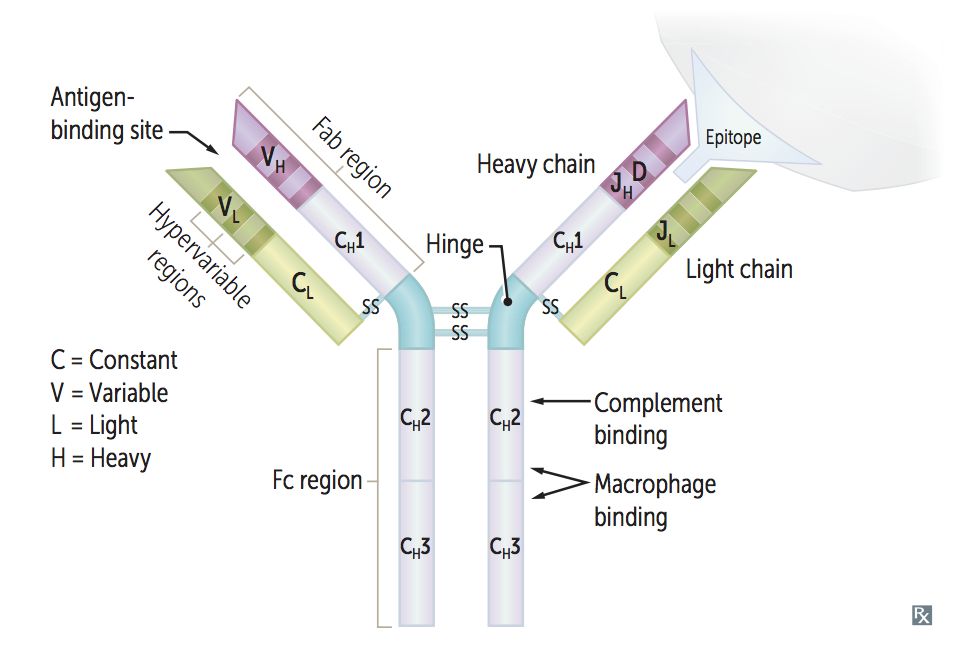 Antigen-
binding site
Fab region
VH
VL
Hypervariable
regions
CH1
CL
SS
Heavy chain
JH
D
Epitope
CH1
JL
Light chain
CL
Hinge
SS
SS
SS
C = Constant
V = Variable
L = Light
H = Heavy
Fc region
CH2
CH2
CH3
CH3
Complement
binding
Macrophage
binding
Rx